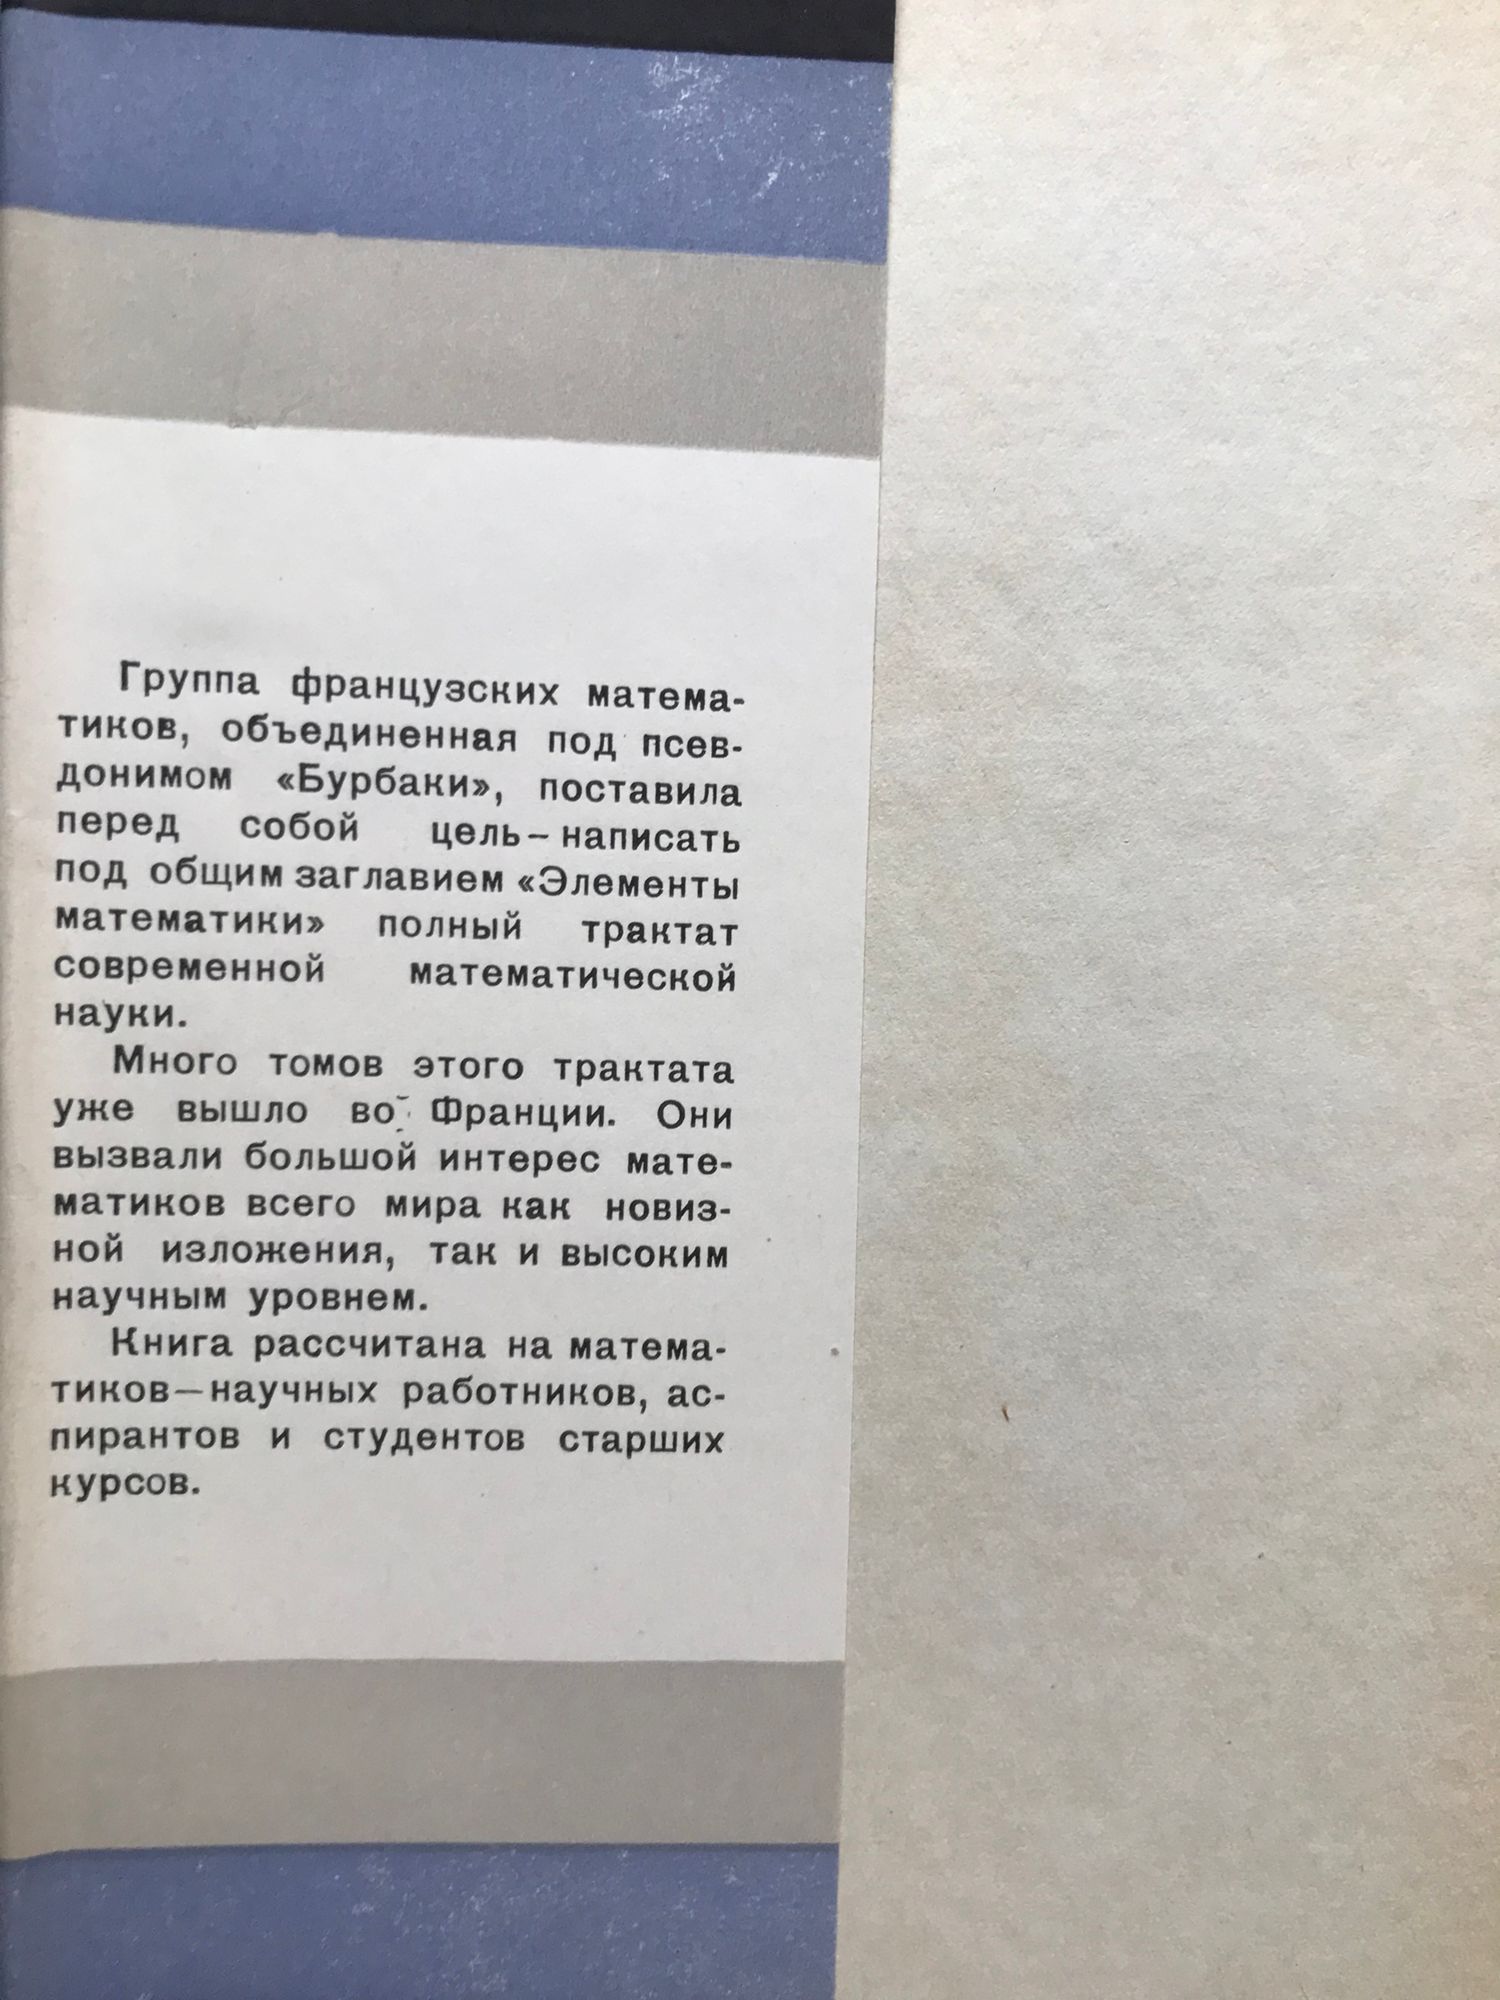 Группа французских матема-
тиков, объединенная под псев-
донимом «Бурбаки», поставила
перед собой цель – написать
под общим заглавием «Элементы
математики» полный трактат
современной математической
науки.
Много томов этого трактата
уже вышло во Франции. Они
вызвали большой интерес мате-
матиков всего мира как новиз-
ной изложения, так и высоким
научным уровнем.
Книга рассчитана на матема-
тиков—научных работников, ас-
пирантов и студентов старших
курсов.